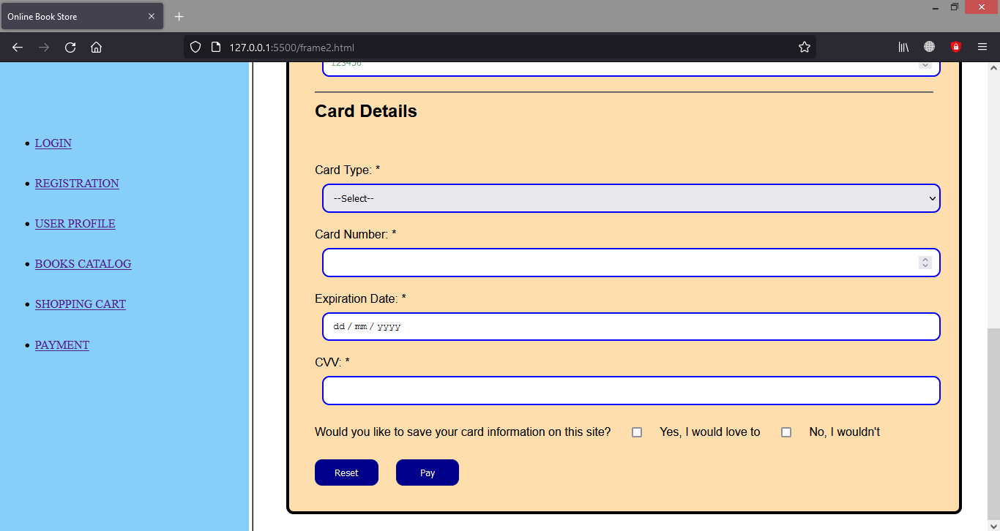 Online Book Store
127.0.0.1:5500/frame2.html
LOGIN
REGISTRATION
USER PROFILE
BOOKS CATALOG
SHOPPING CART
PAYMENT
123456
Card Details
Card Type: *
--Select--
Card Number: *
Expiration Date: *
dd / mm / yyyy
CVV: *
Would you like to save your card information on this site? Yes, I would love to No, I wouldn't
Reset Pay